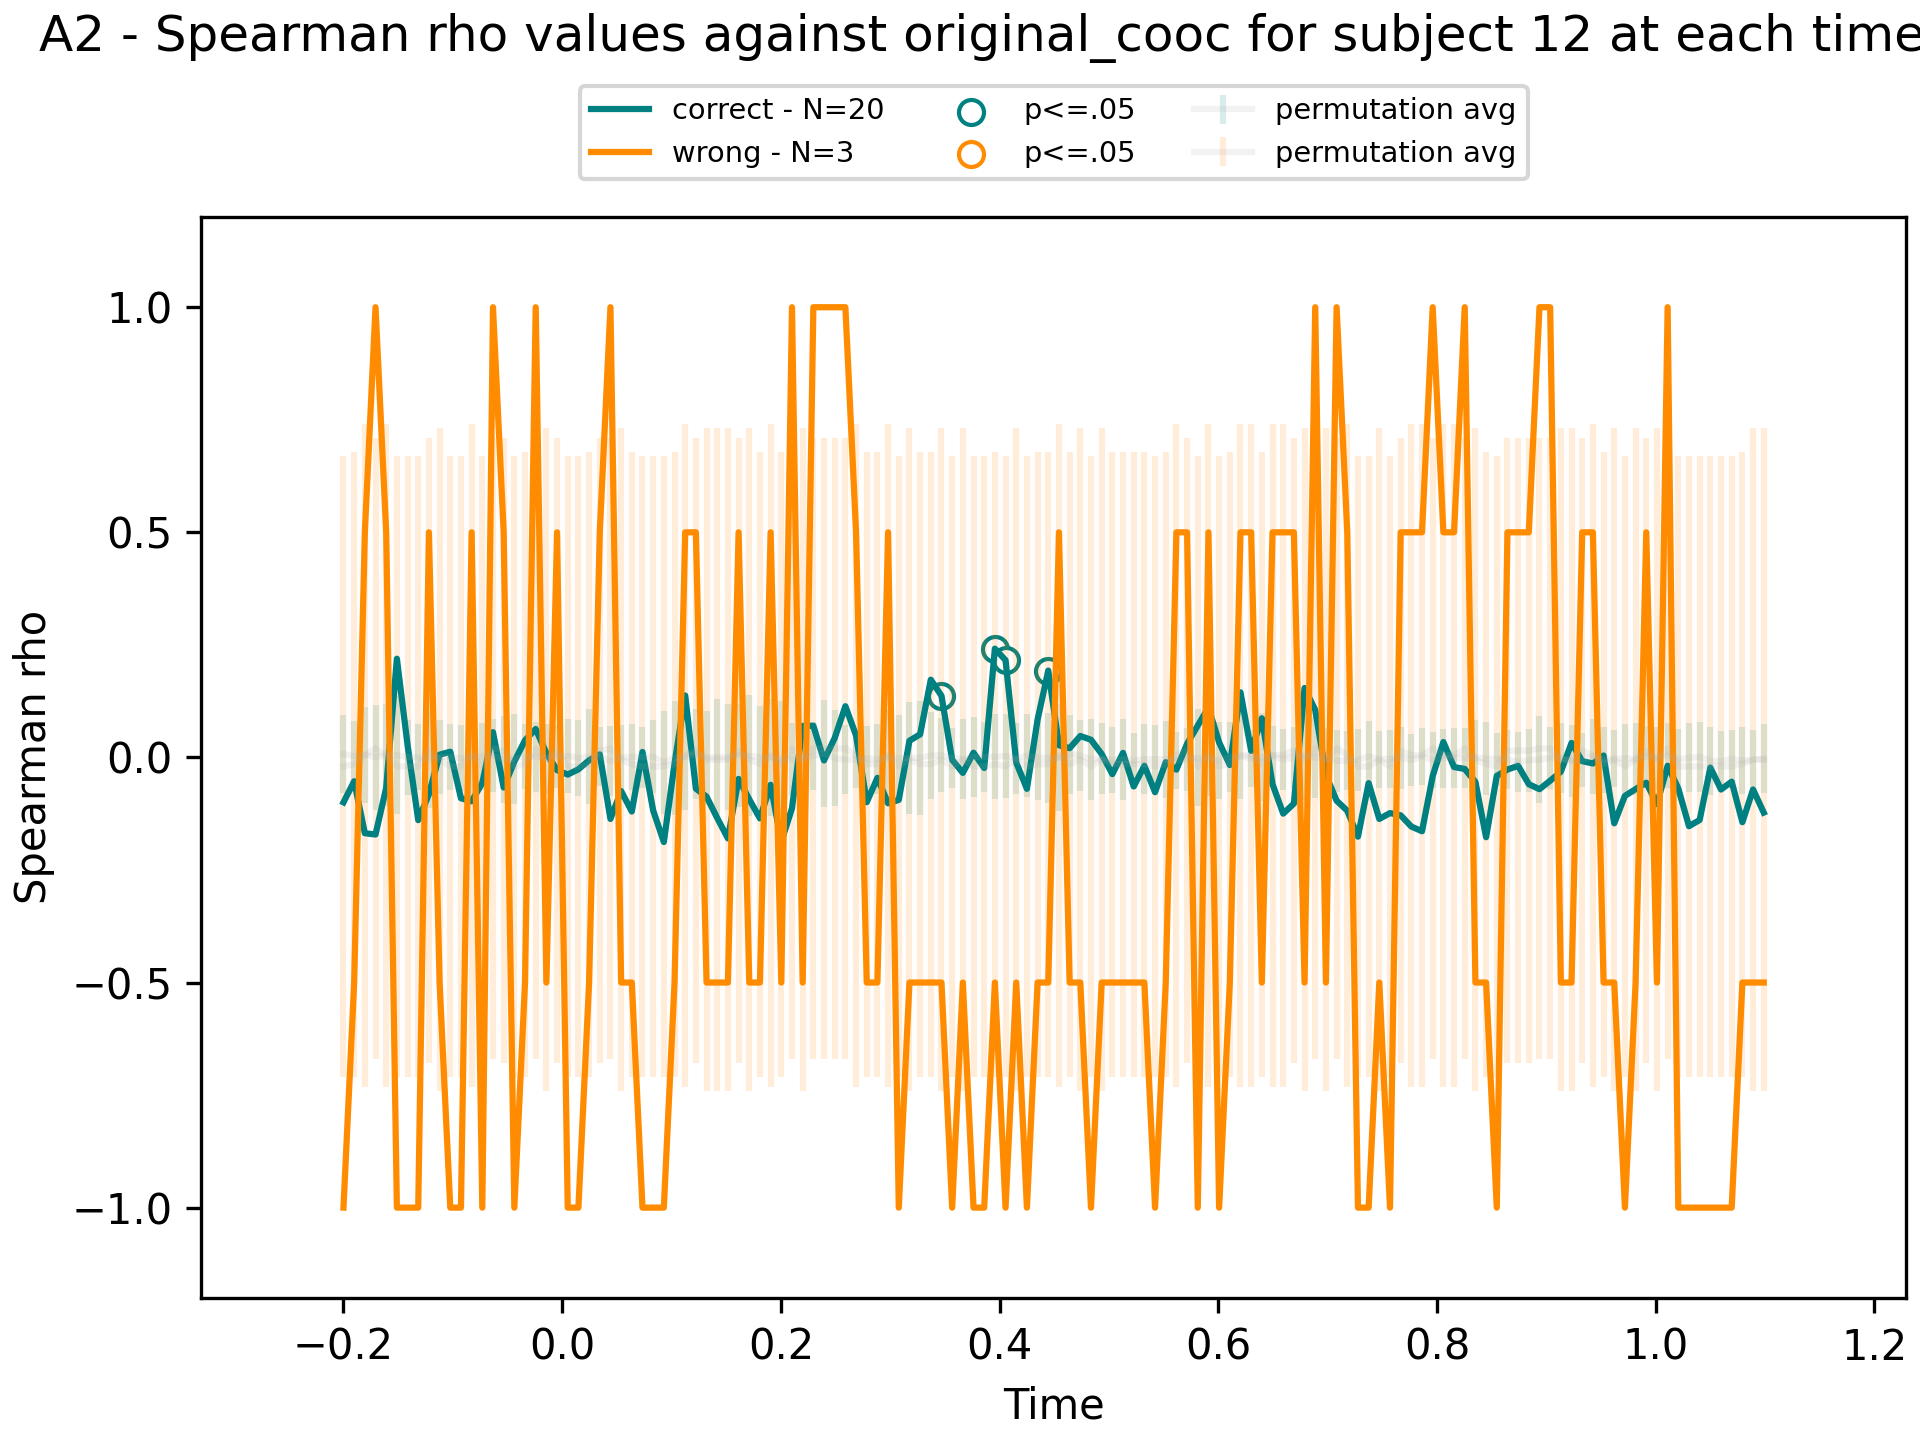 A2 - Spearman rho values against original_cooc for subject 12 at each time
correct - N=20 p<=.05 permutation avg
wrong - N=3 p<=.05 permutation avg
1.0
0.5
0.0
−0.5
−1.0
Spearman rho
−0.2 0.0 0.2 0.4 0.6 0.8 1.0 1.2
Time